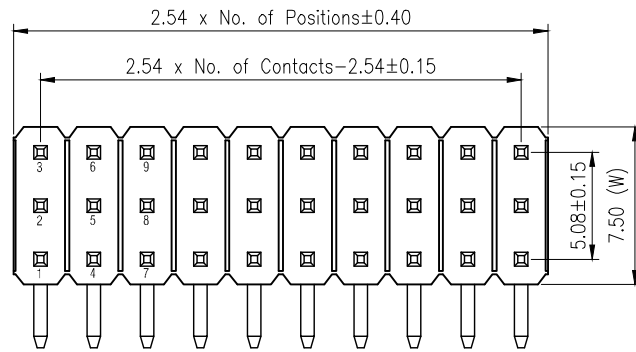 2.54 x No. of Positions±0.40
2.54 x No. of Contacts-2.54±0.15
3 6 9
2 5 8
1 4 7
5.08±0.15
7.50 (W)